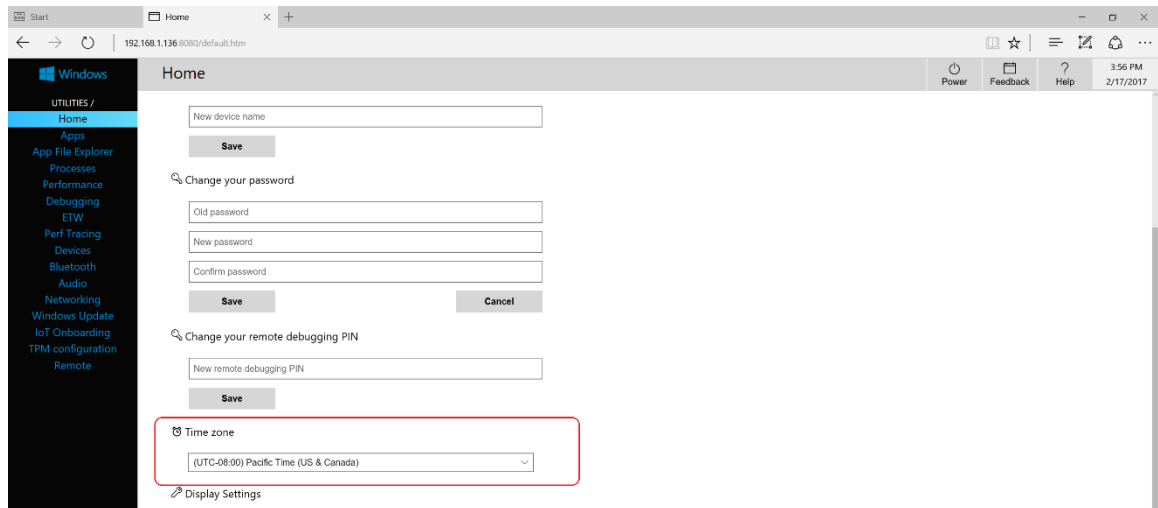 Start
Home
192.168.1.136:8080/default.htm
Windows
Home
Power
Feedback
Help
3:56 PM
2/17/2017
UTILITIES /
Home
Apps
App File Explorer
Processes
Performance
Debugging
ETW
Perf Tracing
Devices
Bluetooth
Audio
Networking
Windows Update
IoT Onboarding
TPM configuration
Remote
New device name
Save
Change your password
Old password
New password
Confirm password
Save Cancel
Change your remote debugging PIN
New remote debugging PIN
Save
Time zone
(UTC-08:00) Pacific Time (US & Canada)
Display Settings